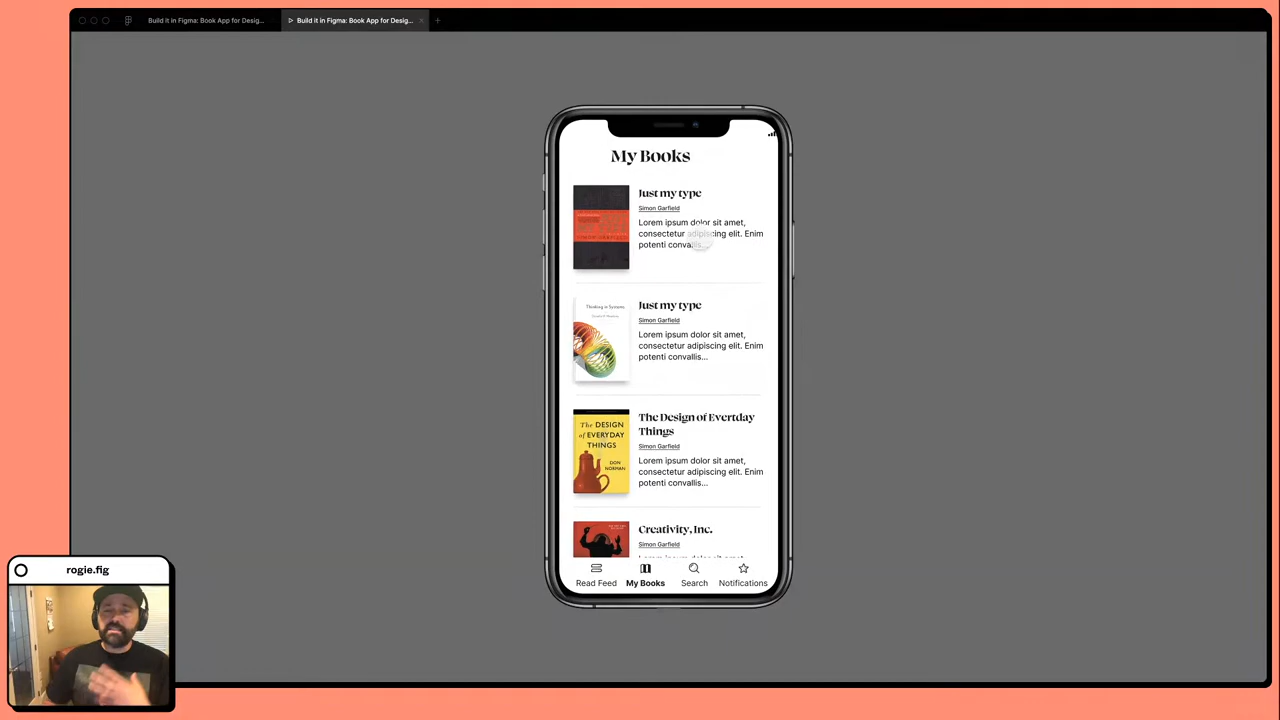 Build it in Figma: Book App for Desig...
Build it in Figma: Book App for Desig...
My Books
Just my type
Simon Garfield
Lorem ipsum dolor sit amet,
consectetur adipiscing elit. Enim
potenti convallis...
Thinking in Systems
Just my type
Simon Garfield
Lorem ipsum dolor sit amet,
consectetur adipiscing elit. Enim
potenti convallis...
The DESIGN
of EVERYDAY
THINGS
DON
NORMAN
The Design of Evertday
Things
Simon Garfield
Lorem ipsum dolor sit amet,
consectetur adipiscing elit. Enim
potenti convallis...
Creativity, Inc.
Simon Garfield
Read Feed
My Books
Search
Notifications
rogie.fig